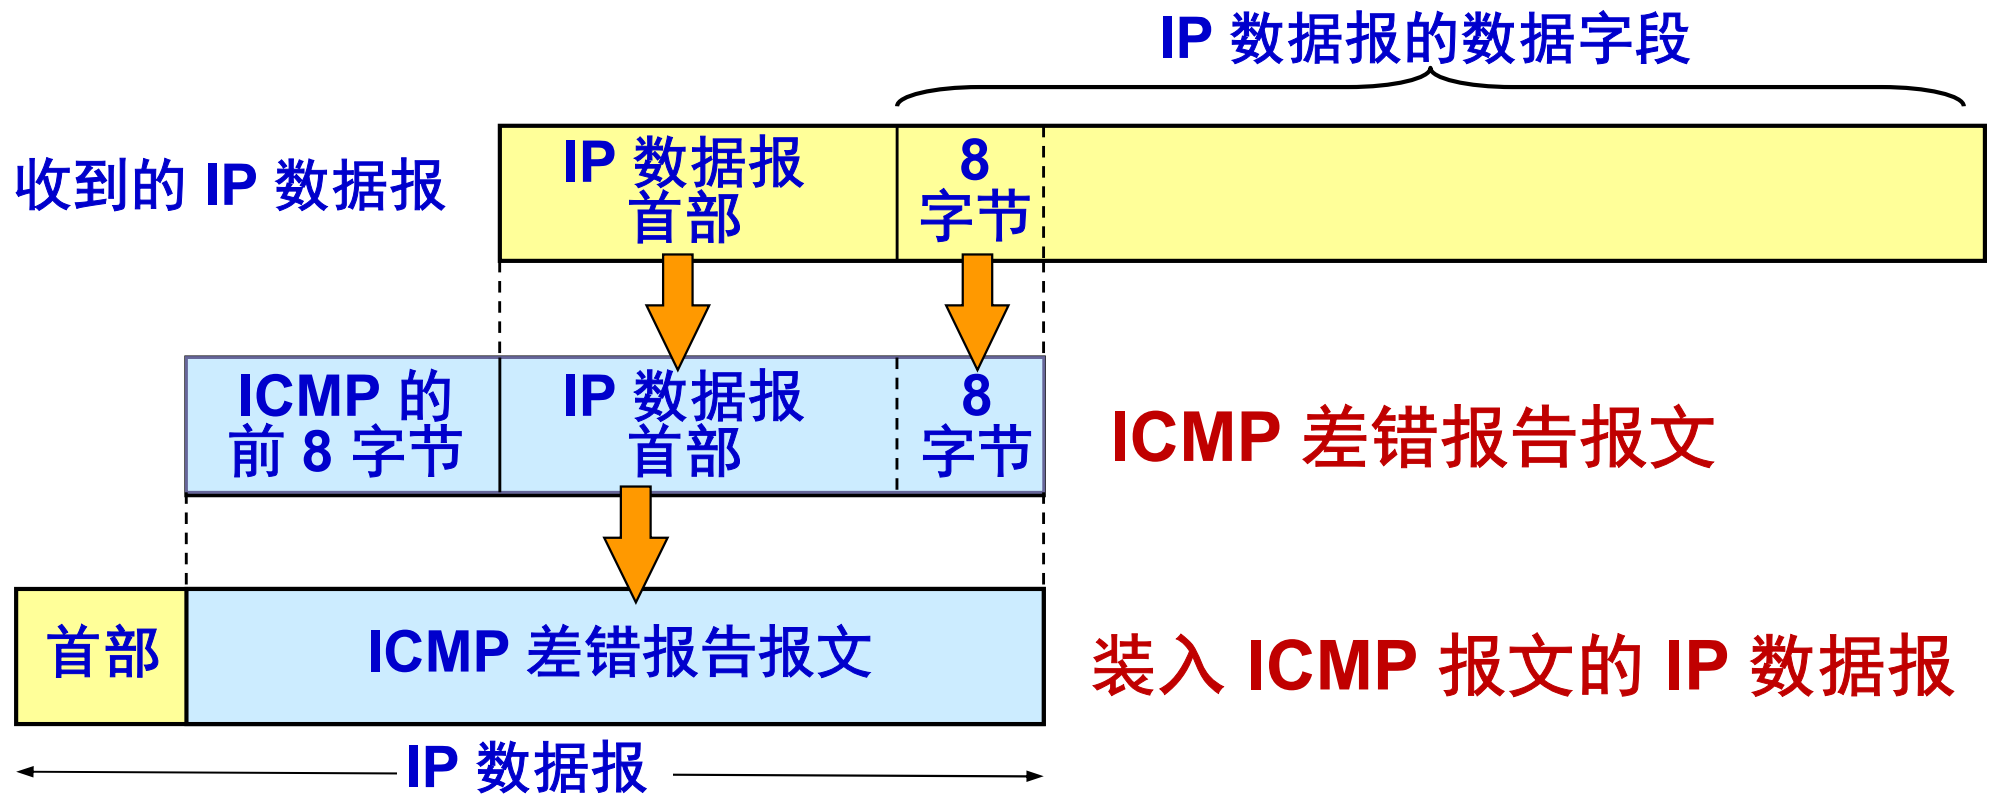 IP 数据报的数据字段
收到的 IP 数据报
IP 数据报
首部
8
字节
ICMP 的
前 8 字节
IP 数据报
首部
8
字节
ICMP 差错报告报文
首部
ICMP 差错报告报文
装入 ICMP 报文的 IP 数据报
IP 数据报